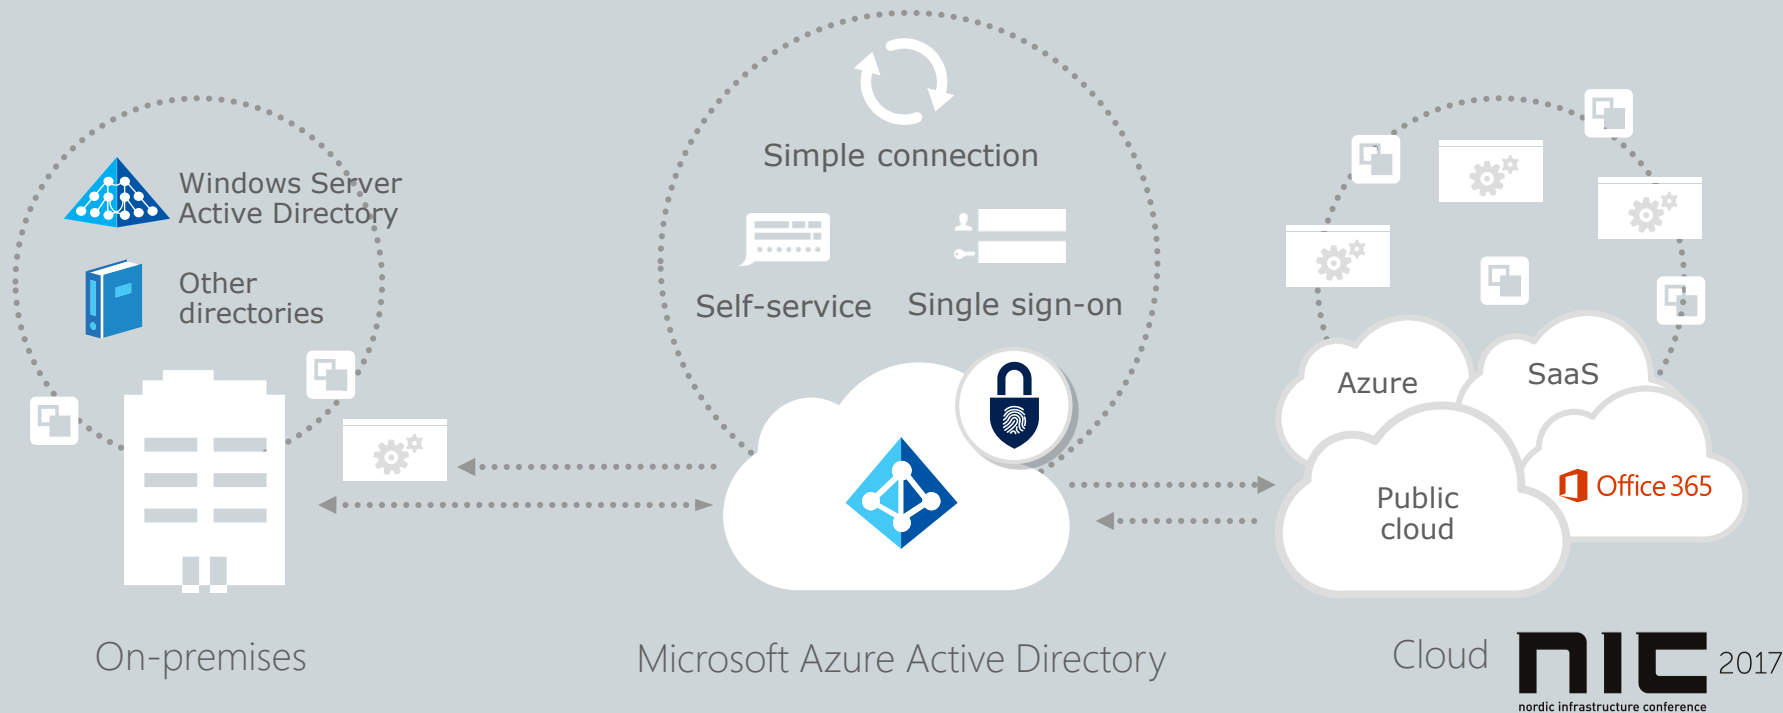 Windows Server
Active Directory
Other
directories
On-premises
Simple connection
Self-service
Single sign-on
Microsoft Azure Active Directory
Azure
SaaS
Public
cloud
Office 365
Cloud
NIC 2017
nordic infrastructure conference